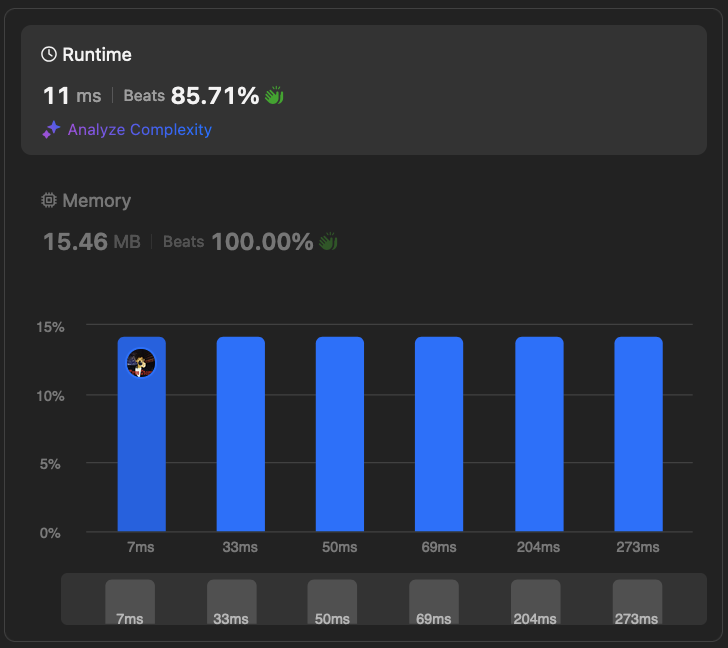 Runtime
11 ms | Beats 85.71%
Analyze Complexity
Memory
15.46 MB | Beats 100.00%
15%
10%
5%
0%
7ms 33ms 50ms 69ms 204ms 273ms
7ms 33ms 50ms 69ms 204ms 273ms